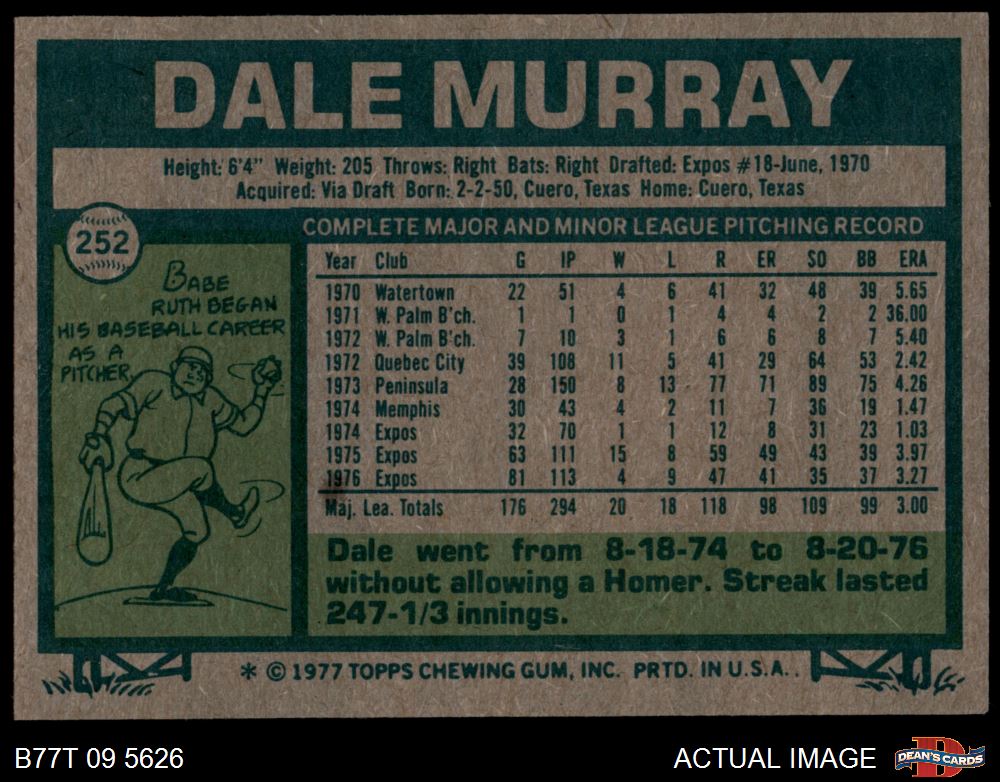 DALE MURRAY
Height: 6'4" Weight: 205 Throws: Right Bats: Right Drafted: Expos #18-June, 1970
Acquired: Via Draft Born: 2-2-50, Cuero, Texas Home: Cuero, Texas
252
BABE
RUTH BEGAN
HIS BASEBALL CAREER
AS A
PITCHER
COMPLETE MAJOR AND MINOR LEAGUE PITCHING RECORD
Year Club G IP W L R ER SO BB ERA
1970 Watertown 22 51 4 6 41 32 48 39 5.65
1971 W. Palm B'ch. 1 1 0 1 4 4 2 2 36.00
1972 W. Palm B'ch. 7 10 3 1 6 6 8 7 5.40
1972 Quebec City 39 108 11 5 41 29 64 53 2.42
1973 Peninsula 28 150 8 13 77 71 89 75 4.26
1974 Memphis 30 43 4 2 11 7 36 19 1.47
1974 Expos 32 70 1 1 12 8 31 23 1.03
1975 Expos 63 111 15 8 59 49 43 39 3.97
1976 Expos 81 113 4 9 47 41 35 37 3.27
Maj. Lea. Totals 176 294 20 18 118 98 109 99 3.00
Dale went from 8-18-74 to 8-20-76
without allowing a Homer. Streak lasted
247-1/3 innings.
* © 1977 TOPPS CHEWING GUM, INC. PRTD. IN U.S.A.
B77T 09 5626
ACTUAL IMAGE
D
DEAN'S CARDS